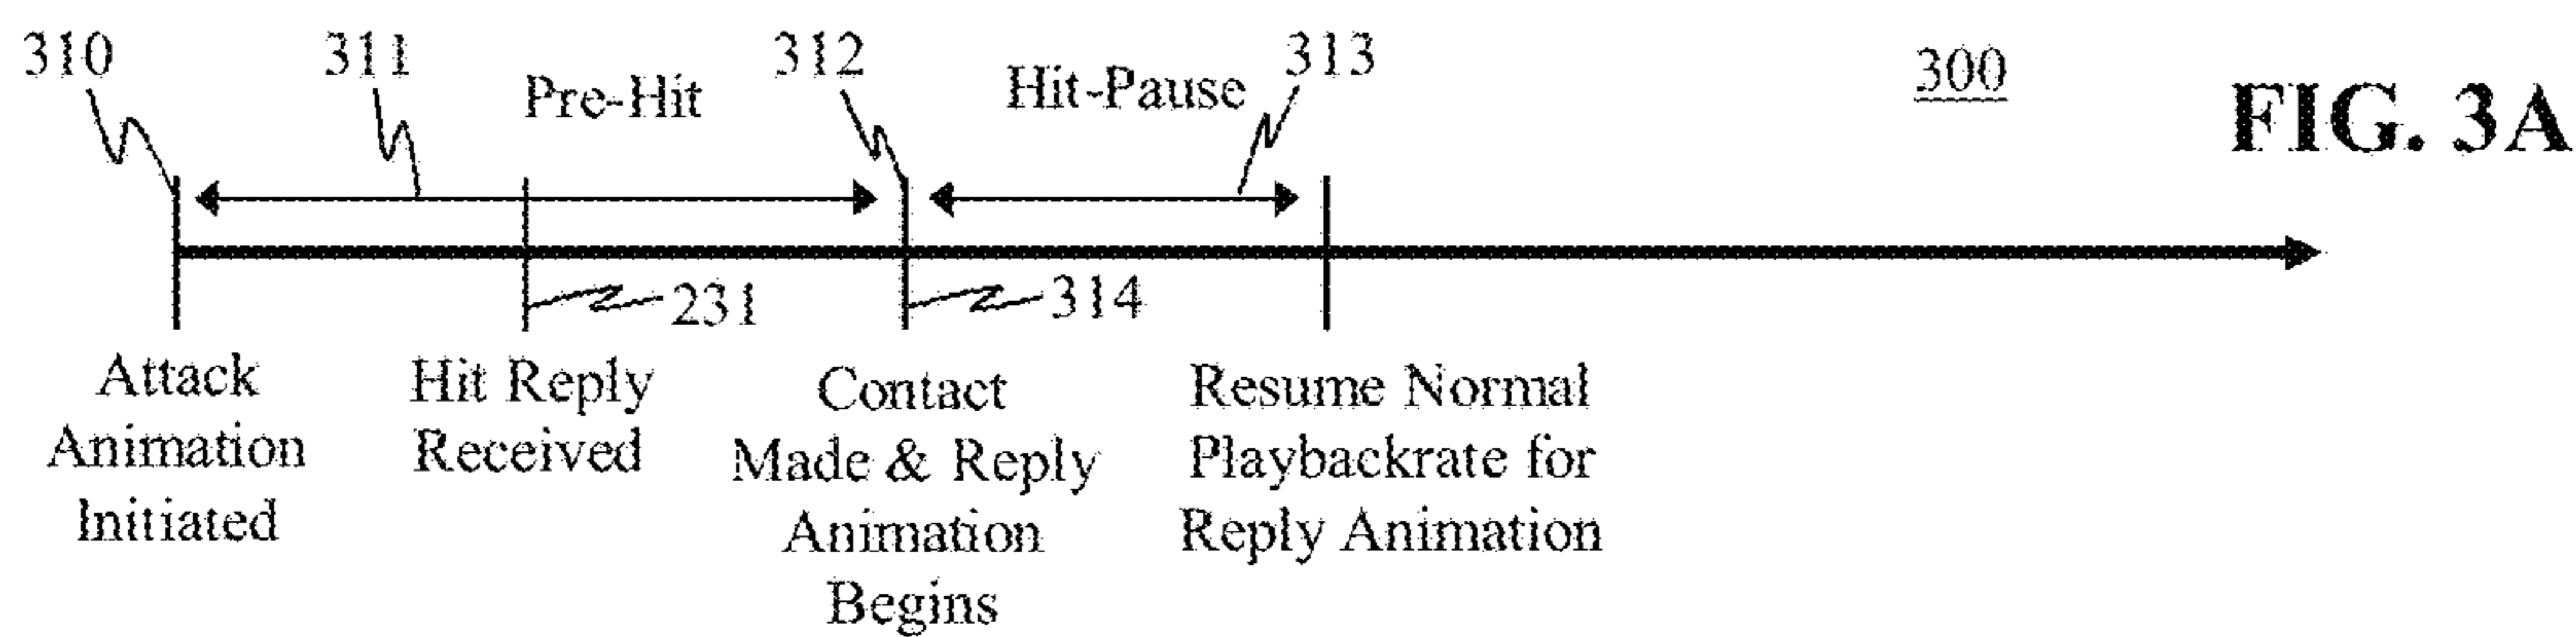 310
311
Pre-Hit
312
Hit-Pause
313
300
FIG. 3A
231
314
Attack
Animation
Initiated
Hit Reply
Received
Contact
Made & Reply
Animation
Begins
Resume Normal
Playbackrate for
Reply Animation